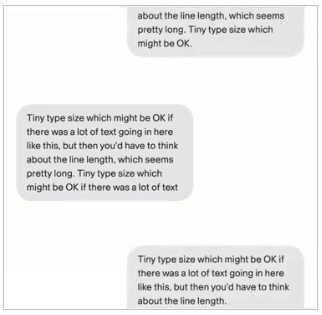 about the line length, which seems
pretty long. Tiny type size which
might be OK.
Tiny type size which might be OK if
there was a lot of text going in here
like this, but then you'd have to think
about the line length, which seems
pretty long. Tiny type size which
might be OK if there was a lot of text
Tiny type size which might be OK if
there was a lot of text going in here
like this, but then you'd have to think
about the line length.